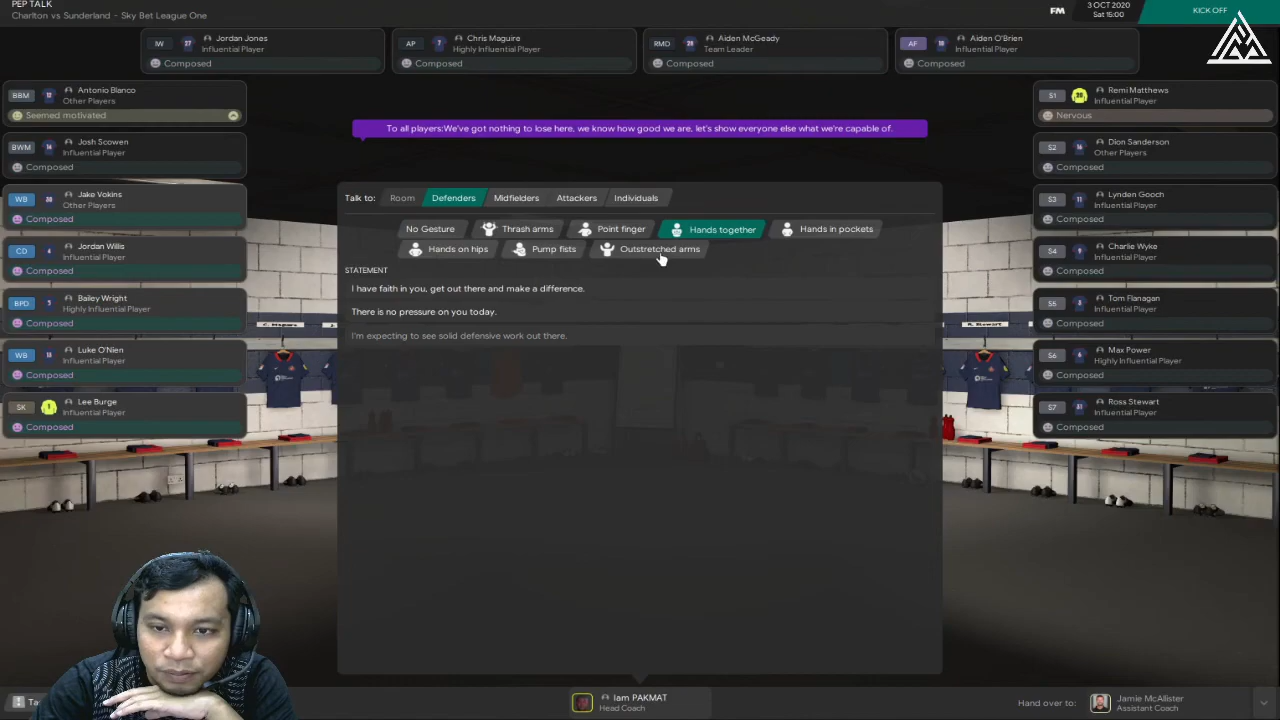 PEP TALK
Charlton vs Sunderland - Sky Bet League One
FM
3 OCT 2020
Sat 15:00
KICK OFF
IW 27 Jordan Jones
Influential Player
Composed
AP 7 Chris Maguire
Highly Influential Player
Composed
RMD Aiden McGeady
Team Leader
Composed
AF Aiden O'Brien
Influential Player
Composed
BBM Antonio Blanco
Other Players
Seemed motivated
BWM Josh Scowen
Influential Player
Composed
WB Jake Vokins
Other Players
Composed
CD Jordan Willis
Influential Player
Composed
BPD Bailey Wright
Highly Influential Player
Composed
WB Luke O'Nien
Influential Player
Composed
SK 1 Lee Burge
Influential Player
Composed
To all players:We've got nothing to lose here, we know how good we are, let's show everyone else what we're capable of.
Talk to: Room Defenders Midfielders Attackers Individuals
No Gesture Thrash arms Point finger Hands together Hands in pockets
Hands on hips Pump fists Outstretched arms
STATEMENT
I have faith in you, get out there and make a difference.
There is no pressure on you today.
I'm expecting to see solid defensive work out there.
S1 Remi Matthews
Influential Player
Nervous
S2 Dion Sanderson
Other Players
Composed
S3 11 Lynden Gooch
Influential Player
Composed
S4 9 Charlie Wyke
Influential Player
Composed
S5 Tom Flanagan
Influential Player
Composed
S6 6 Max Power
Highly Influential Player
Composed
S7 Ross Stewart
Influential Player
Composed
C. Maguire
R. Stewart
Iam PAKMAT
Head Coach
Hand over to: Jamie McAllister
Assistant Coach